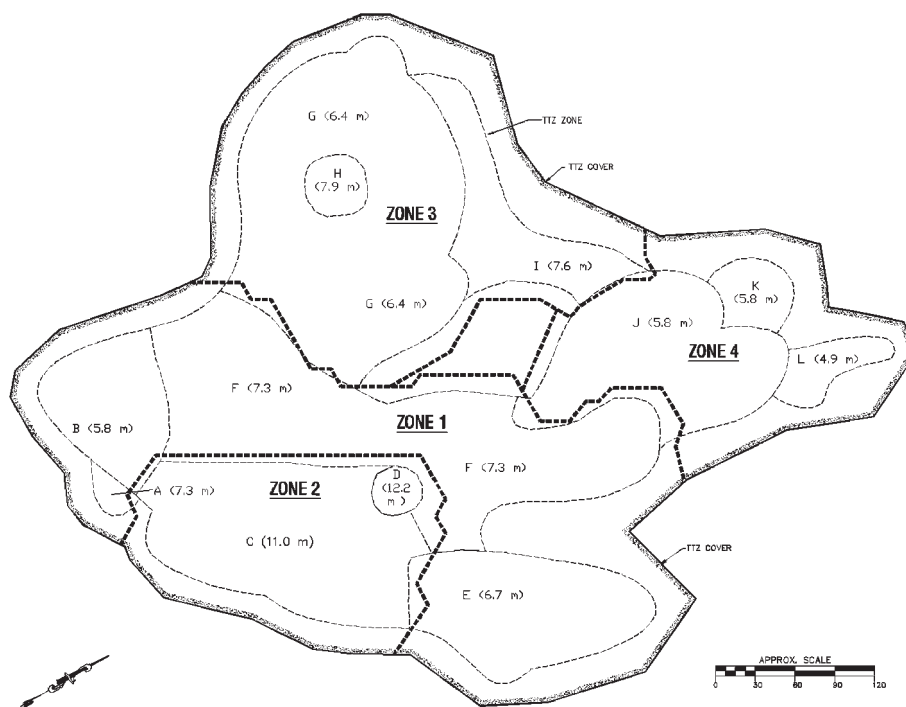 G (6.4 m)
TTZ ZONE
H
(7.9 m)
TTZ COVER
ZONE 3
I (7.6 m)
K
(5.8 m)
G (6.4 m)
J (5.8 m)
ZONE 4
L (4.9 m)
F (7.3 m)
ZONE 1
B (5.8 m)
F (7.3 m)
ZONE 2
D
(12.2
m)
A (7.3 m)
C (11.0 m)
TTZ COVER
E (6.7 m)
APPROX. SCALE
0 30 60 90 120